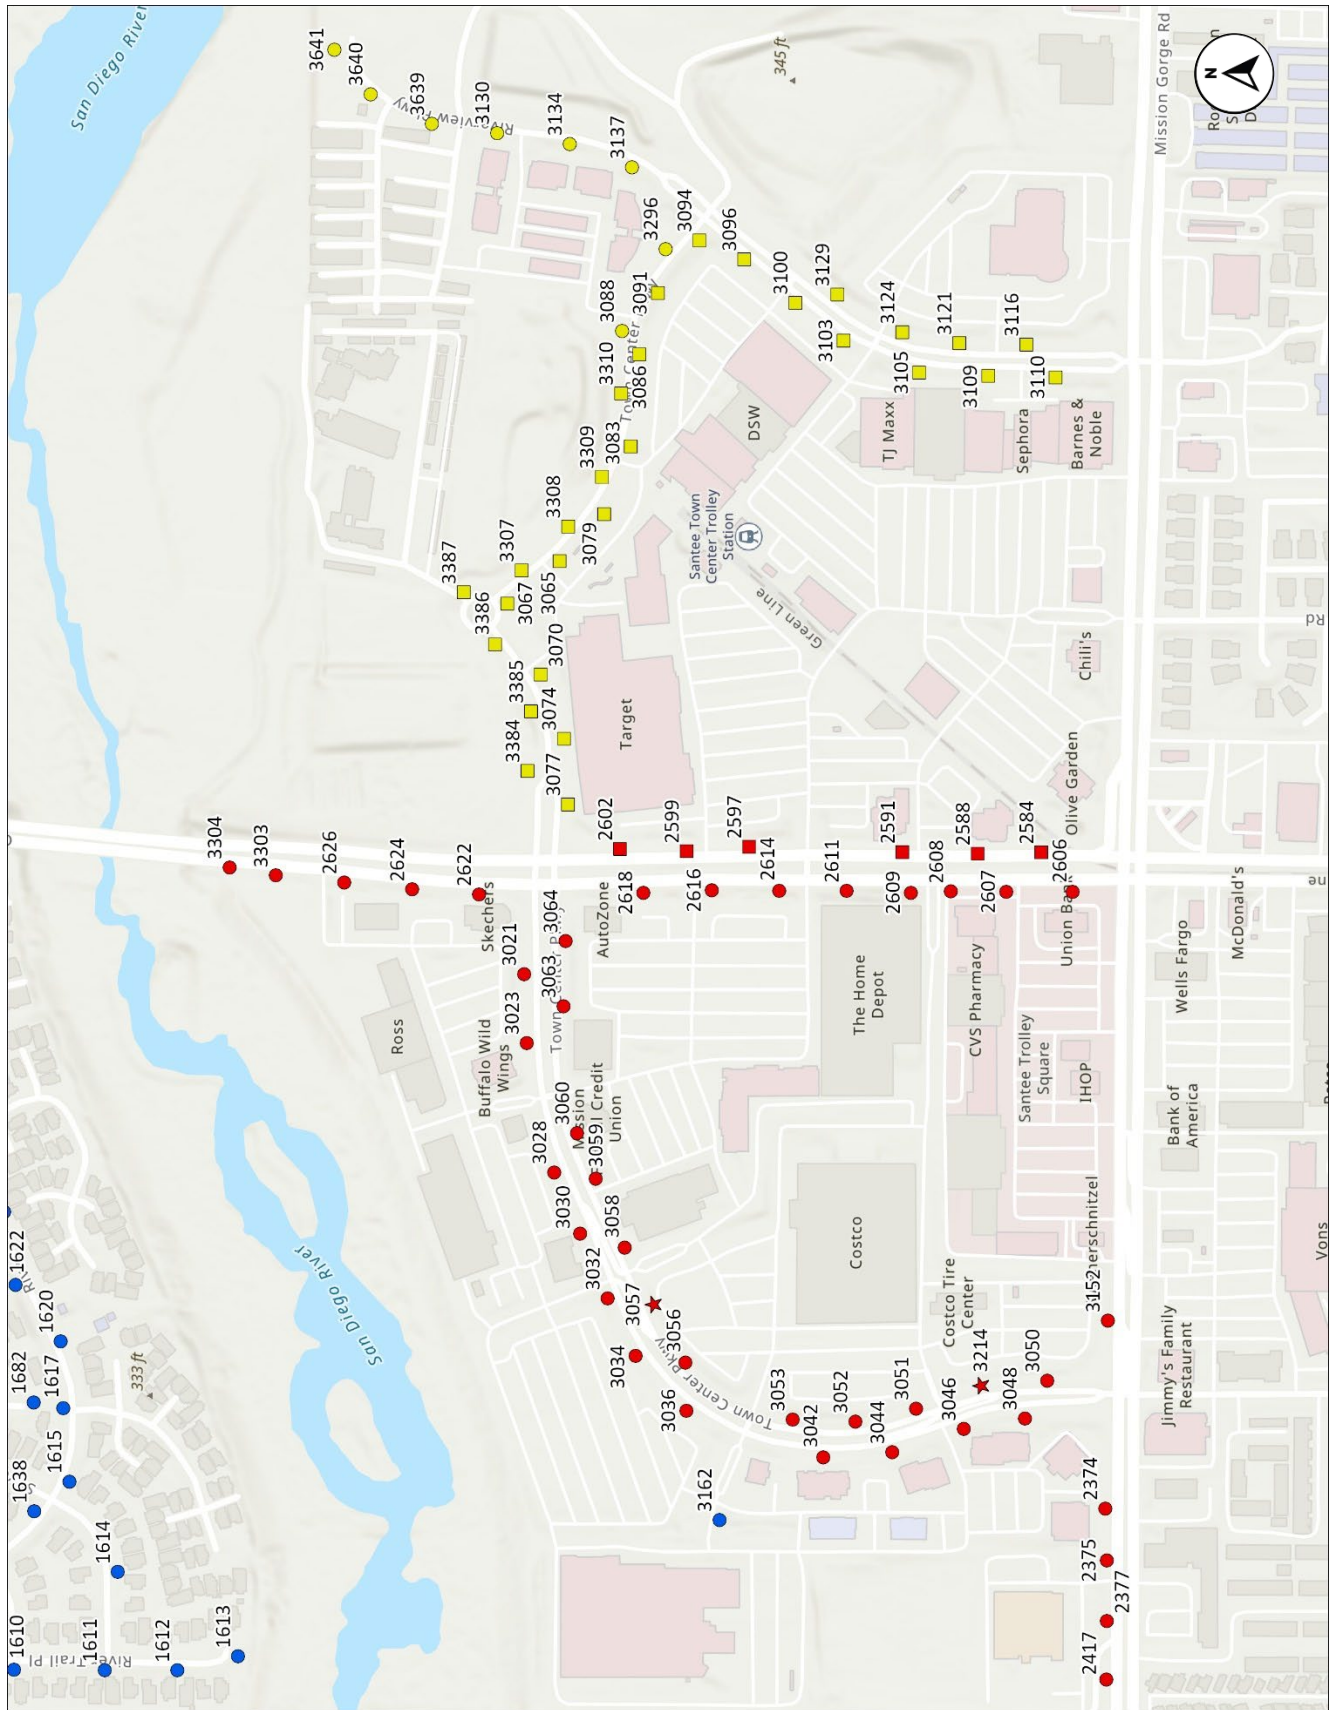 San Diego River
3641
3640
3639
Riverview Pkwy
3130
3134
3137
345 ft
Mission Gorge Rd
N
3296
3094
3096
3100
3129
3124
3121
3116
3103
3105
3109
3110
3088
3091
3310
3086
Town Center
3309
3083
3308
3079
3307
3387
3386
3067
3065
3070
3385
3074
3384
3077
DSW
TJ Maxx
Sephora
Barnes &
Noble
Santee Town
Center Trolley
Station
Green Line
Target
Chili's
Rd
Olive Garden
3304
3303
2626
2624
2622
2602
2599
2597
2591
2588
2584
2618
2616
2614
2611
2609
2608
2607
2606
Skechers
AutoZone
3021
3064
3023
3063
Town Center Pkwy
Ross
Buffalo Wild
Wings
The Home
Depot
CVS Pharmacy
Union Bank
Santee Trolley
Square
IHOP
Wells Fargo
McDonald's
Bank of
America
Vons
3028
3060
Mission
Credit
Union
3059
3030
3058
3032
3057
3056
3034
3036
Town Center Pkwy
3053
3052
3042
3051
3044
3046
3214
3048
3050
3152
Costco
Costco Tire
Center
Jimmy's Family
Restaurant
San Diego River
1622
1620
1682
1617
333 ft
1638
1615
1614
1610
1611
1612
1613
River Trail Pl
3162
2374
2375
2377
2417